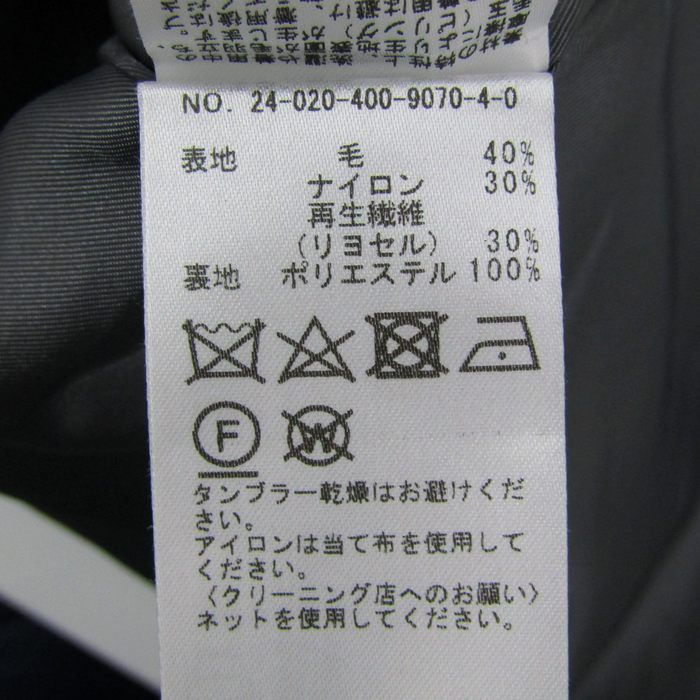 NO. 24-020-400-9070-4-0
表地 毛 40%
ナイロン 30%
再生繊維
(リヨセル) 30%
裏地 ポリエステル 100%
F W
タンブラー乾燥はお避けくだ
さい。
アイロンは当て布を使用して
ください。
〈クリーニング店へのお願い〉
ネットを使用してください。